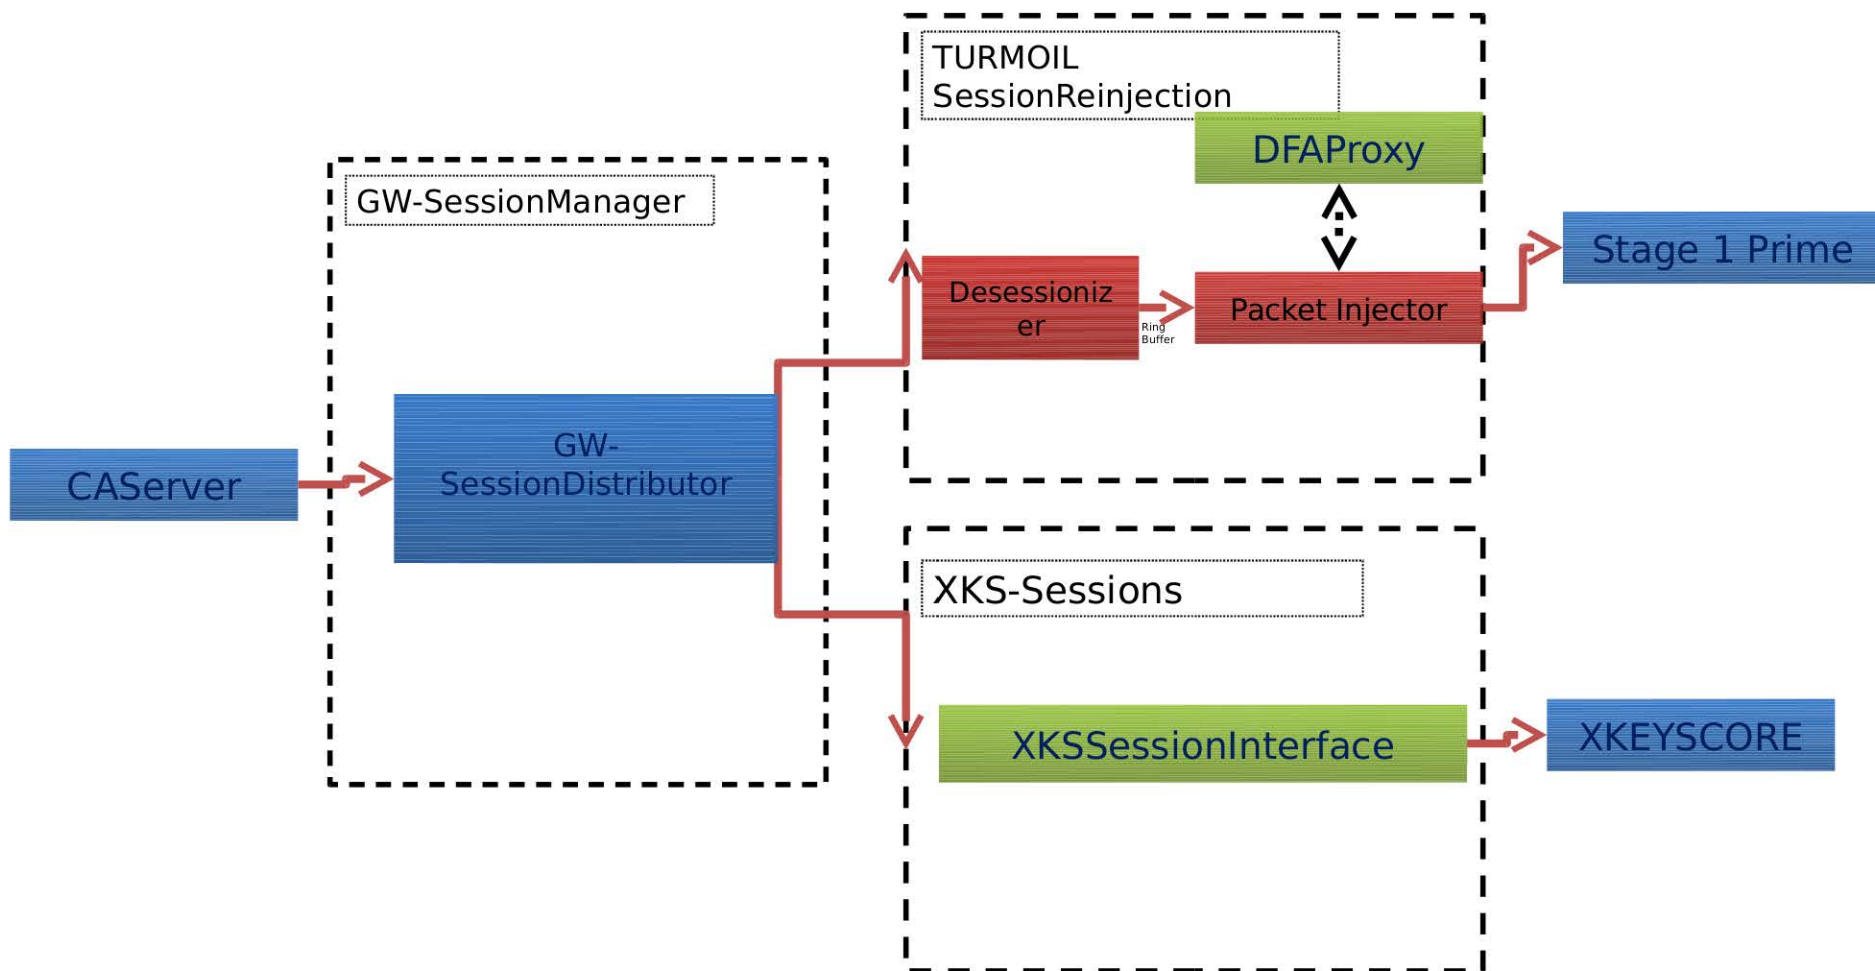 TURMOIL
SessionReinjection
DFAProxy
GW-SessionManager
Stage 1 Prime
Desessioniz
er
Ring
Buffer
Packet Injector
GW-
SessionDistributor
CAServer
XKS-Sessions
XKSSessionInterface
XKEYSCORE